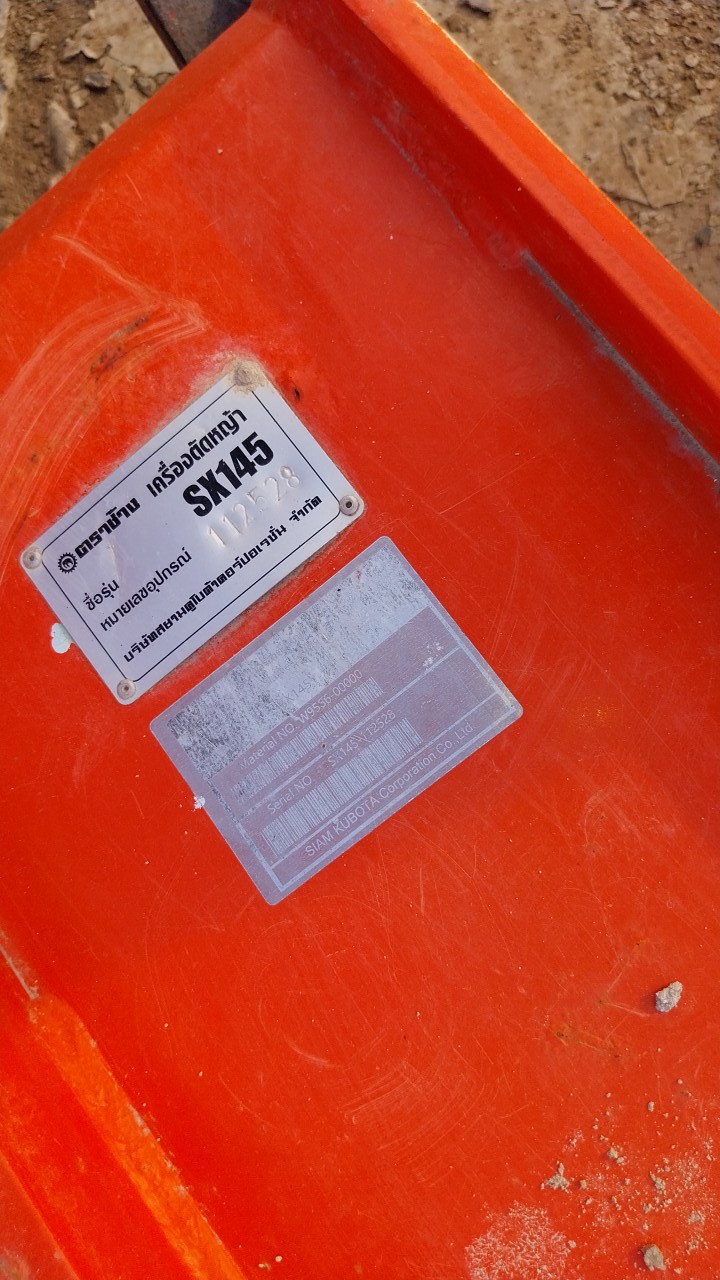 ตราช้าง เครื่องตัดหญ้า
ชื่อรุ่น SX145
หมายเลขอุปกรณ์ 112528
บริษัทสยามคูโบต้าคอร์ปอเรชั่น จำกัด
Material NO. W9536-00000
Serial NO SX145X112528
SIAM KUBOTA Corporation Co.,Ltd.